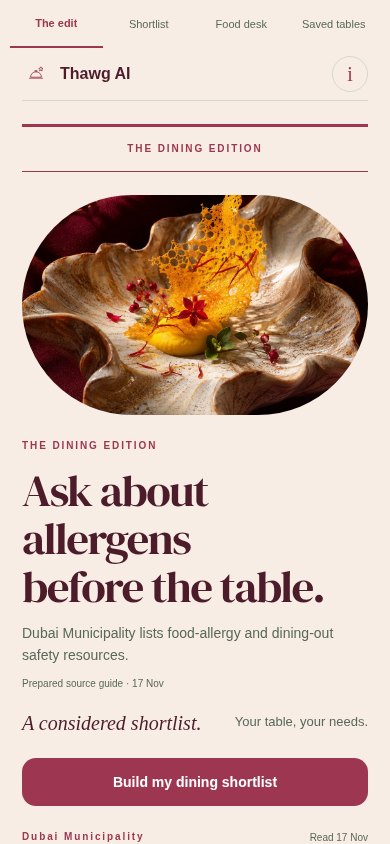 The edit Shortlist Food desk Saved tables
Thawg AI i
THE DINING EDITION
THE DINING EDITION
Ask about
allergens
before the table.
Dubai Municipality lists food-allergy and dining-out
safety resources.
Prepared source guide · 17 Nov
A considered shortlist. Your table, your needs.
Build my dining shortlist
Dubai Municipality Read 17 Nov